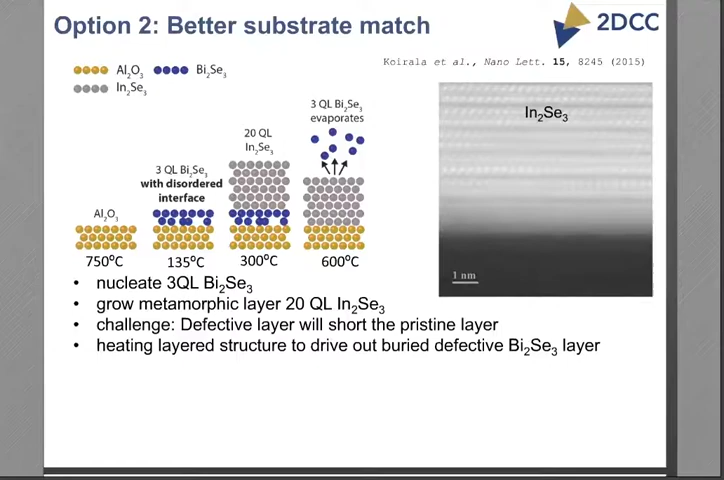 Option 2: Better substrate match
2DCC
Koirala et al., Nano Lett. 15, 8245 (2015)
Al₂O₃ Bi₂Se₃
In₂Se₃
3 QL Bi₂Se₃
evaporates
20 QL
In₂Se₃
3 QL Bi₂Se₃
with disordered
interface
Al₂O₃
750°C 135°C 300°C 600°C
In₂Se₃
1 nm
• nucleate 3QL Bi₂Se₃
• grow metamorphic layer 20 QL In₂Se₃
• challenge: Defective layer will short the pristine layer
• heating layered structure to drive out buried defective Bi₂Se₃ layer